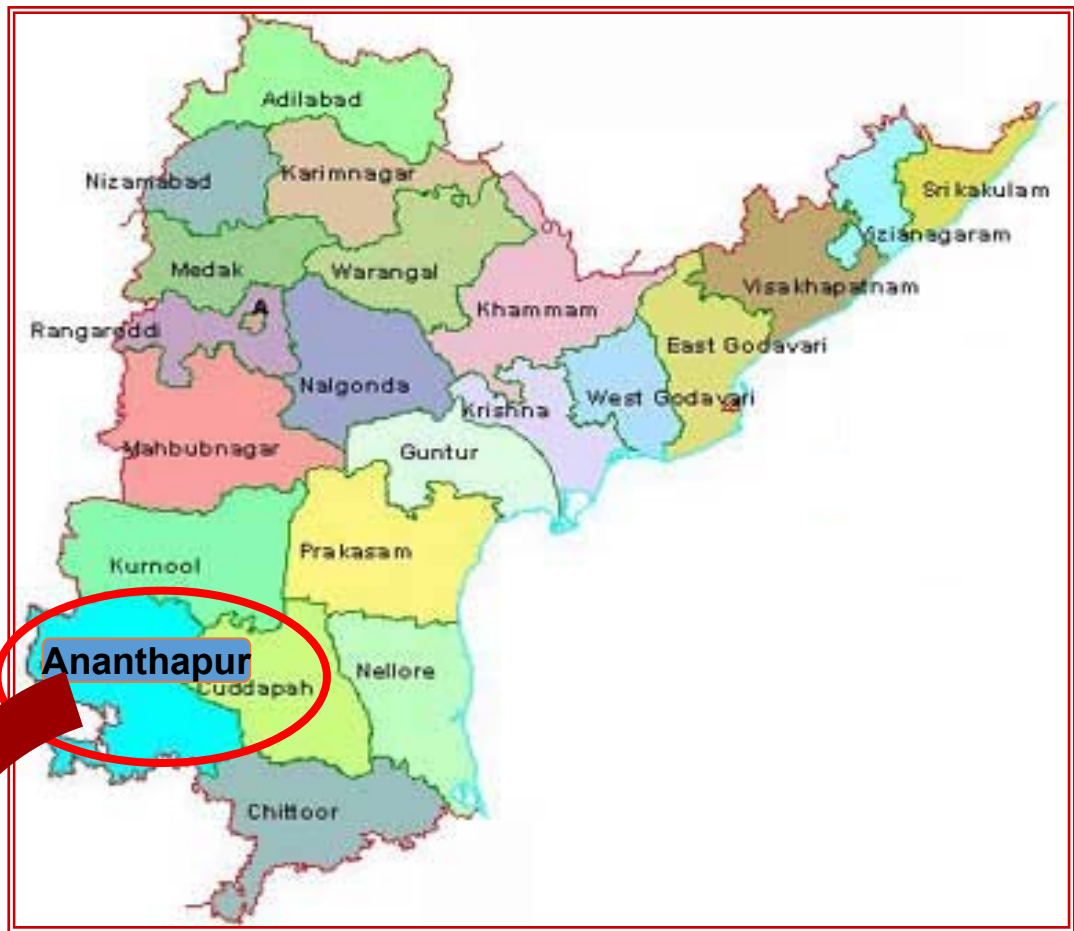 Adilabad
Nizamabad
Karimnagar
Srikakulam
Vizianagaram
Medak
Warangal
Visakhapatnam
Khammam
A
Rangareddi
East Godavari
Nalgonda
West Godavari
Krishna
Mahbubnagar
Guntur
Prakasam
Kurnool
Ananthapur
Cuddapah
Nellore
Chittoor